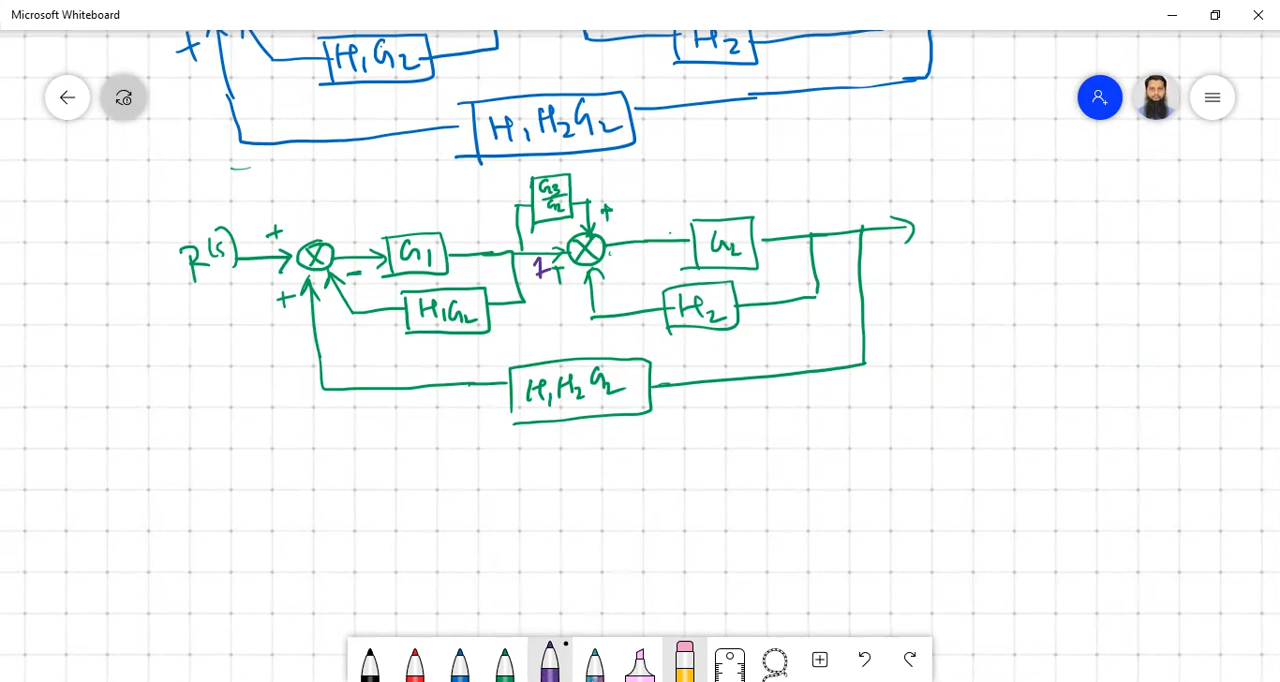 Microsoft Whiteboard
+ H₁G₂ H₂
H₁H₂G₂
G3/G2
+ +
R(s) G1 1 G₂
− +
+ H₁G₂ H₂
H₁H₂G₂